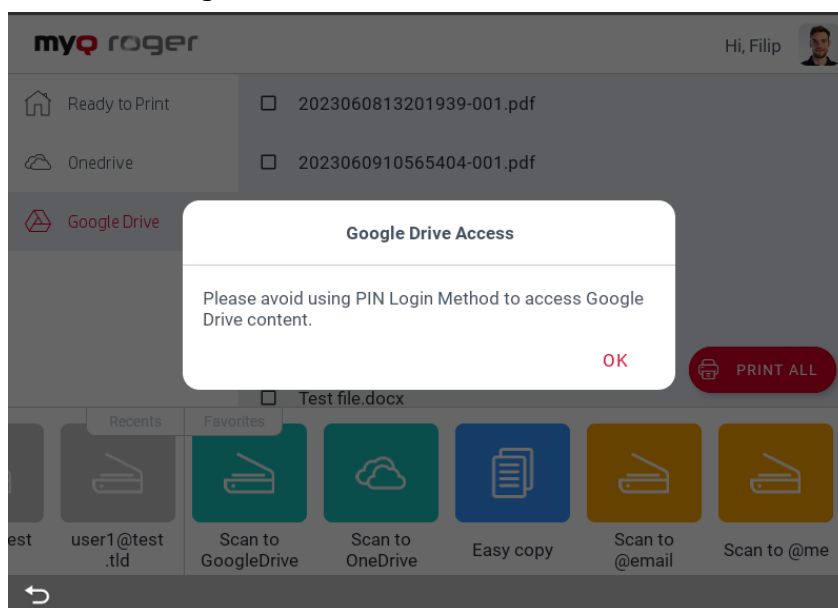 myq roger
Hi, Filip
Ready to Print
2023060813201939-001.pdf
Onedrive
2023060910565404-001.pdf
Google Drive
Google Drive Access
Please avoid using PIN Login Method to access Google
Drive content.
OK
PRINT ALL
Test file.docx
Recents
Favorites
est
user1@test
.tld
Scan to
GoogleDrive
Scan to
OneDrive
Easy copy
Scan to
@email
Scan to @me